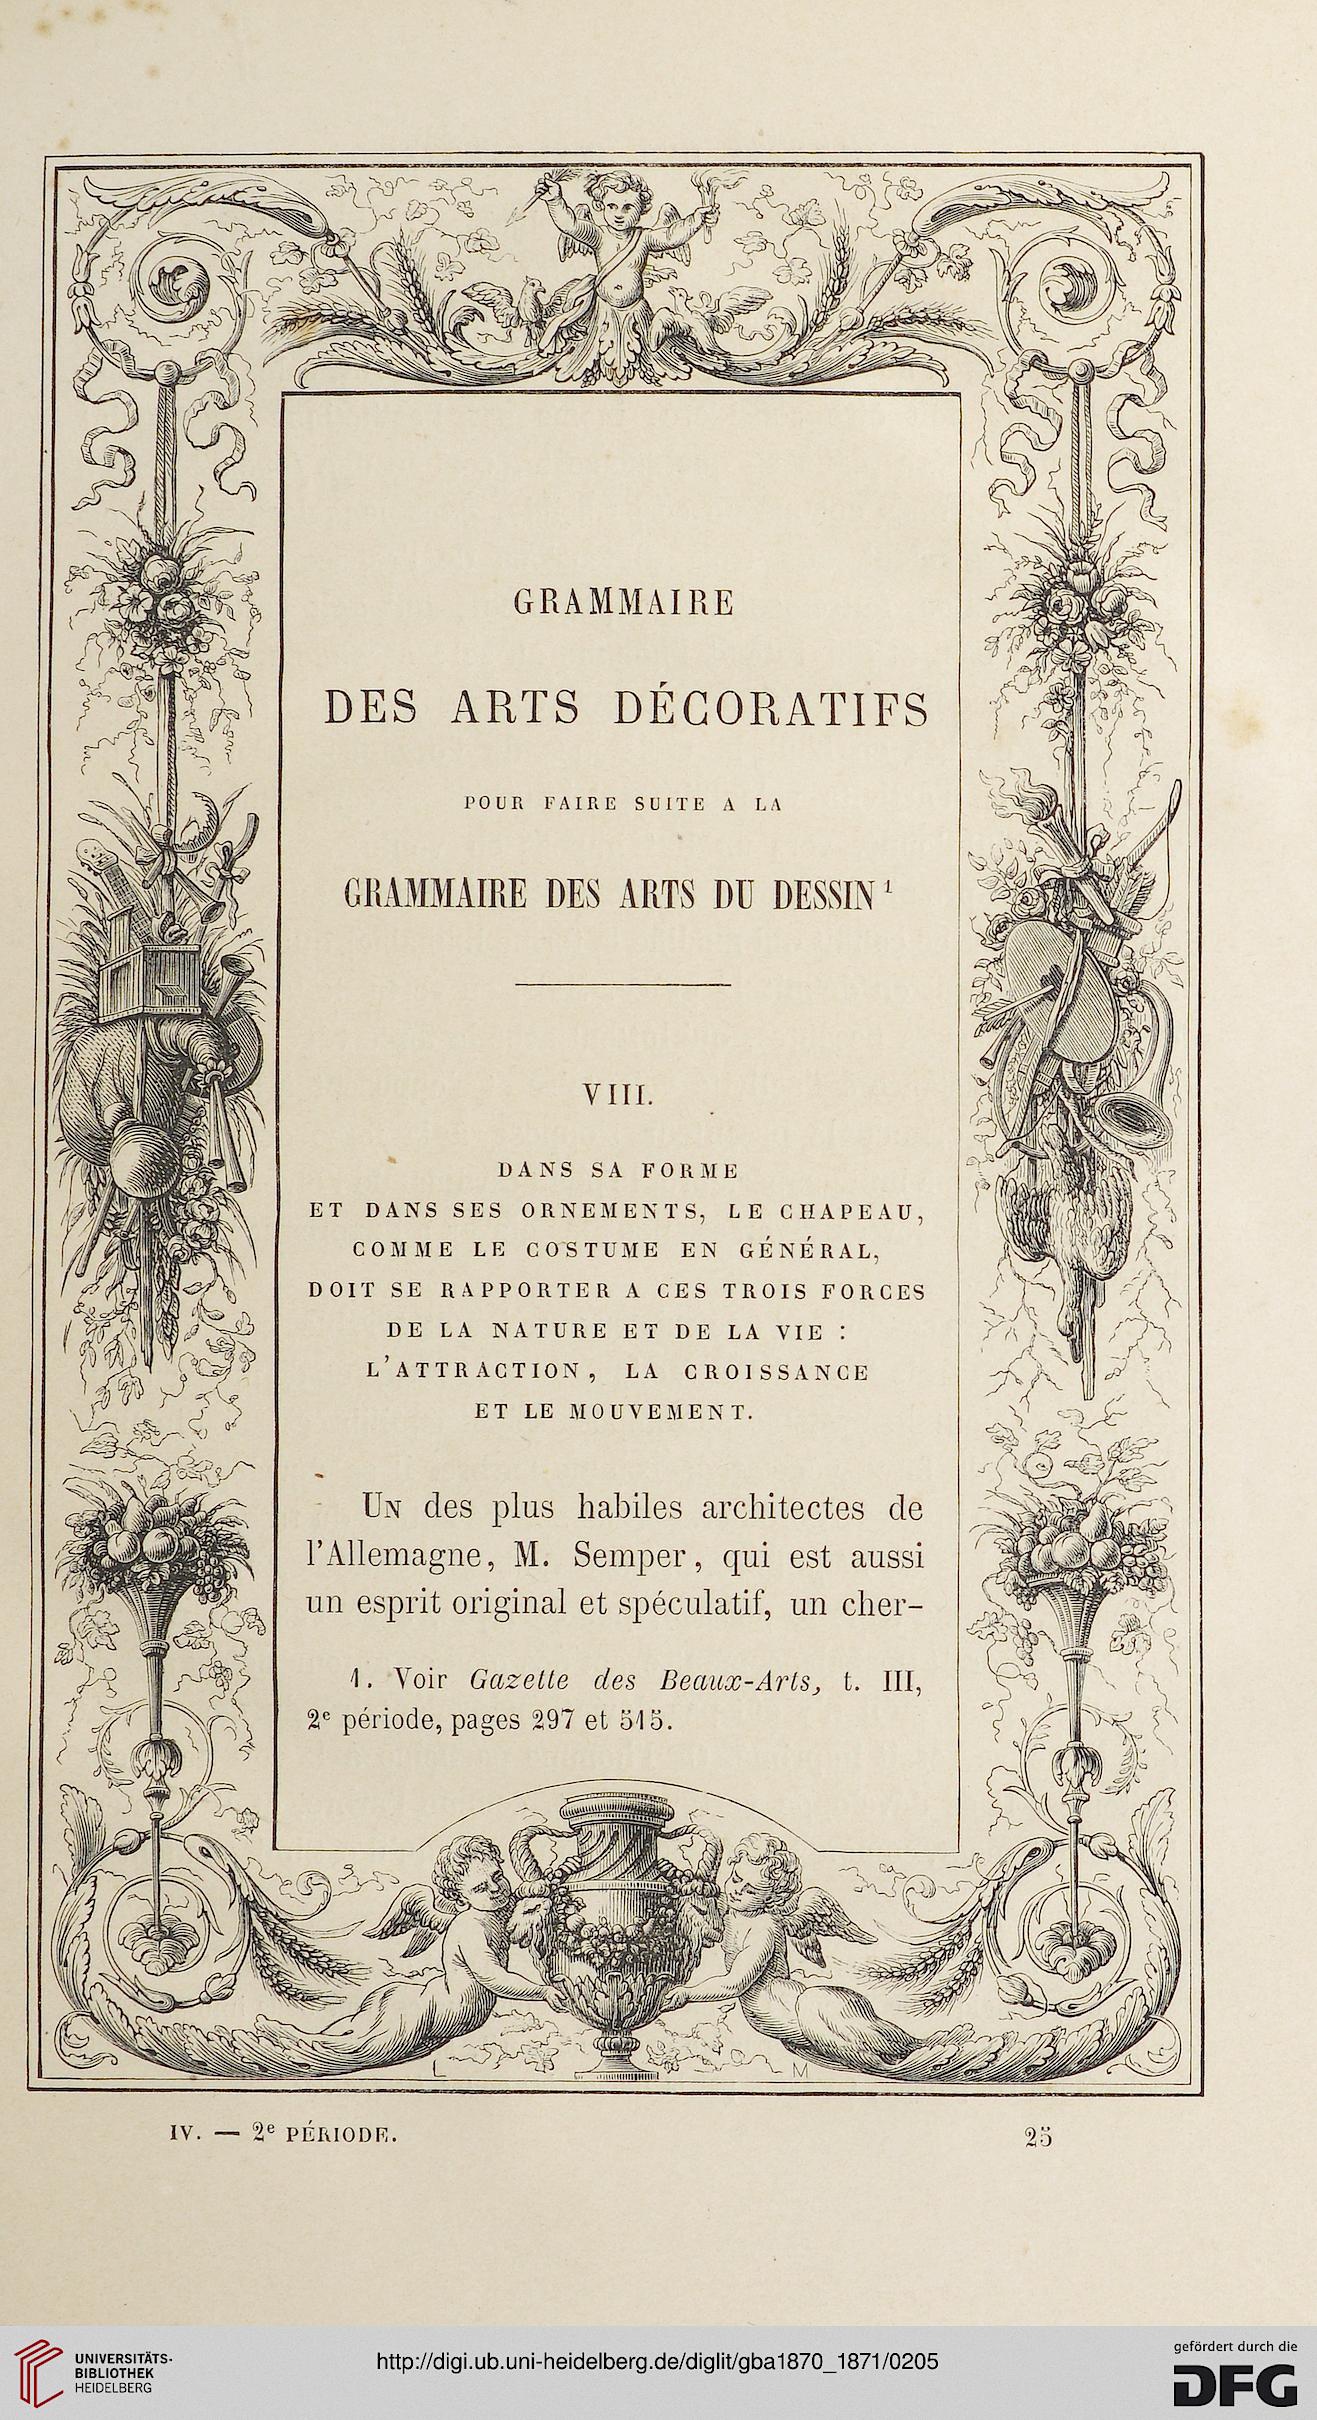 GRAMMAIRE
DES ARTS DÉCORATIFS
POUR FAIRE SUITE A LA
GRAMMAIRE DES ARTS DU DESSIN ¹
VIII.
DANS SA FORME
ET DANS SES ORNEMENTS, LE CHAPEAU,
COMME LE COSTUME EN GÉNÉRAL,
DOIT SE RAPPORTER A CES TROIS FORCES
DE LA NATURE ET DE LA VIE :
L'ATTRACTION, LA CROISSANCE
ET LE MOUVEMENT.
UN des plus habiles architectes de
l'Allemagne, M. Semper, qui est aussi
un esprit original et spéculatif, un cher-
1. Voir Gazette des Beaux-Arts, t. III,
2e période, pages 297 et 515.
L M
IV. — 2e PÉRIODE. 25
UNIVERSITÄTS-
BIBLIOTHEK
HEIDELBERG
http://digi.ub.uni-heidelberg.de/diglit/gba1870_1871/0205
gefördert durch die
DFG